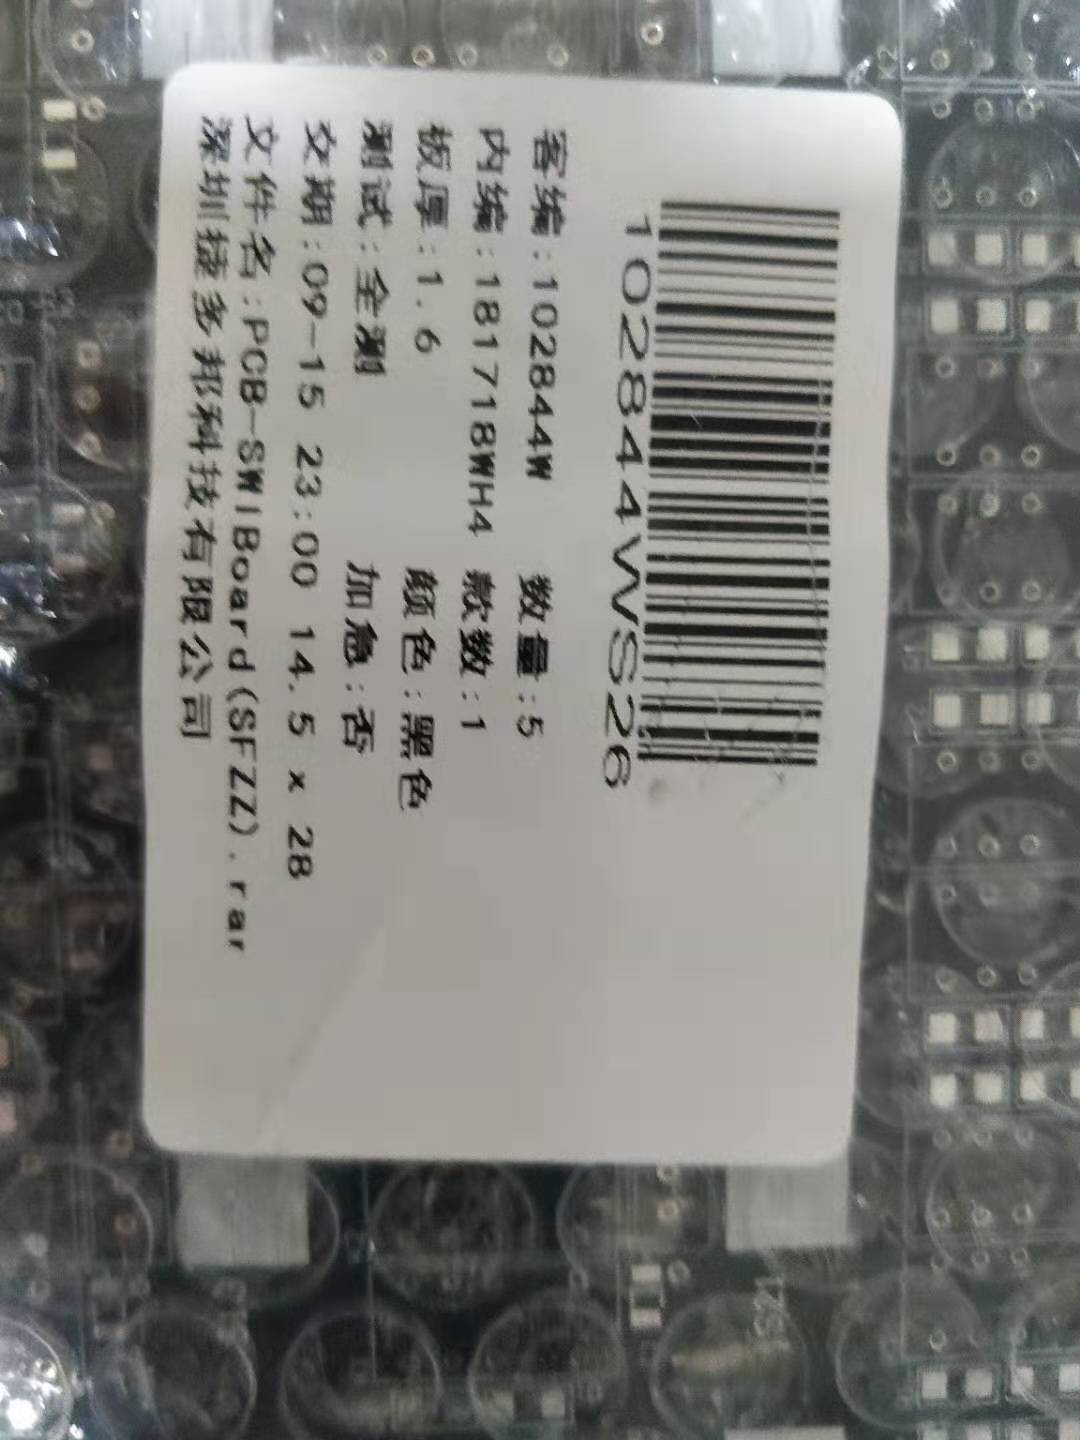 102844WS26
客编:102844W 数量:5
内编:181718WH4 款数:1
板厚:1.6 颜色:黑色
测试:全测 加急:否
交期:09-15 23:00 14.5 x 28
文件名:PCB-SWIBoard(SFZZ).rar
深圳捷多邦科技有限公司